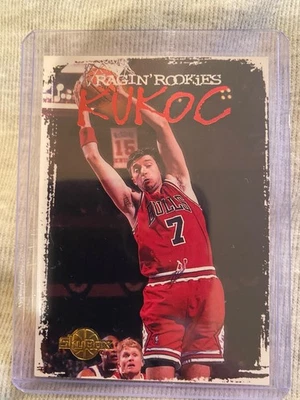 RAGIN' ROOKIES
KUKOC
15
BULLS
7
SKYBOX